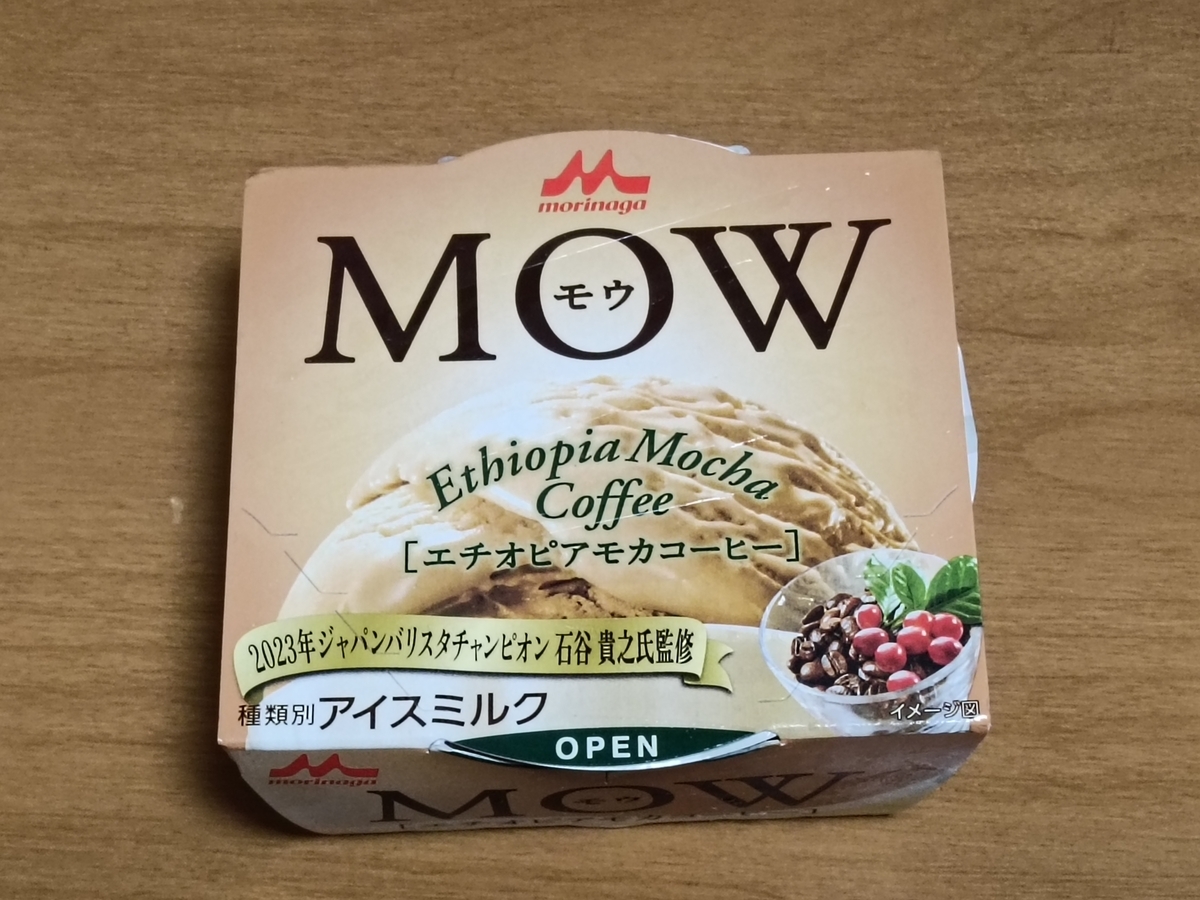 morinaga
MOW
モウ
Ethiopia Mocha
Coffee
[エチオピアモカコーヒー]
2023年ジャパンバリスタチャンピオン 石谷 貴之氏監修
種類別アイスミルク
イメージ図
OPEN
morinaga
MOW
モウ